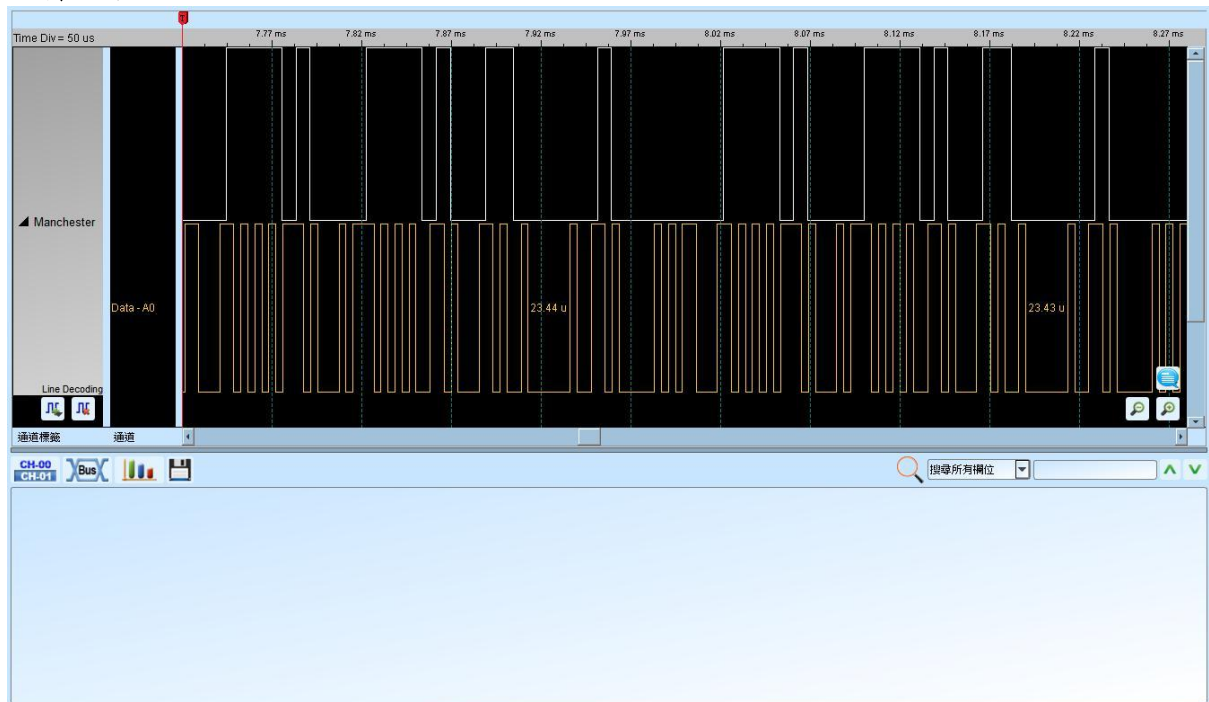 Time Div = 50 us
7.77 ms 7.82 ms 7.87 ms 7.92 ms 7.97 ms 8.02 ms 8.07 ms 8.12 ms 8.17 ms 8.22 ms 8.27 ms
Manchester
Data - A0
23.44 u
23.43 u
Line Decoding
通道標籤 通道
CH-00
CH-01
Bus
搜尋所有欄位